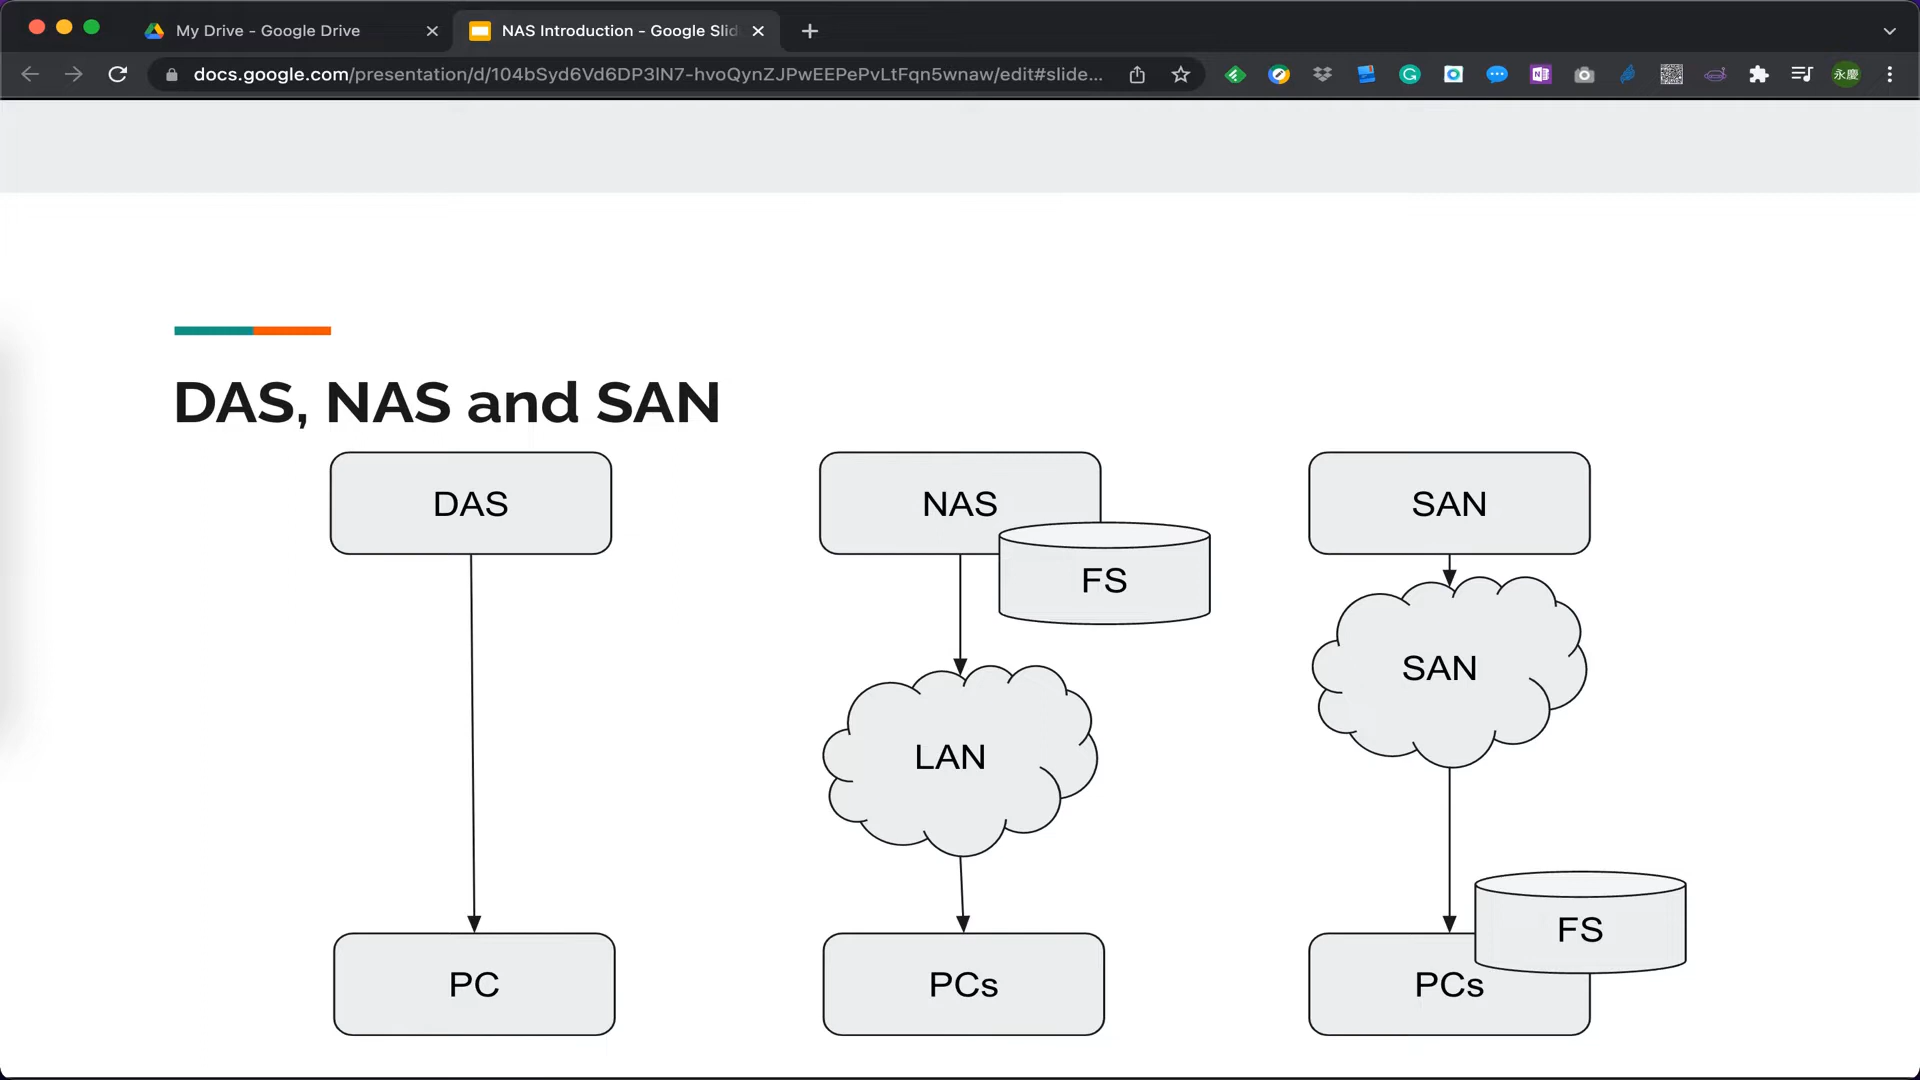 My Drive - Google Drive
NAS Introduction - Google Slid
docs.google.com/presentation/d/104bSyd6Vd6DP3lN7-hvoQynZJPwEEPePvLtFqn5wnaw/edit#slide...
永慶
DAS, NAS and SAN
DAS
NAS
SAN
FS
SAN
LAN
FS
PC
PCs
PCs